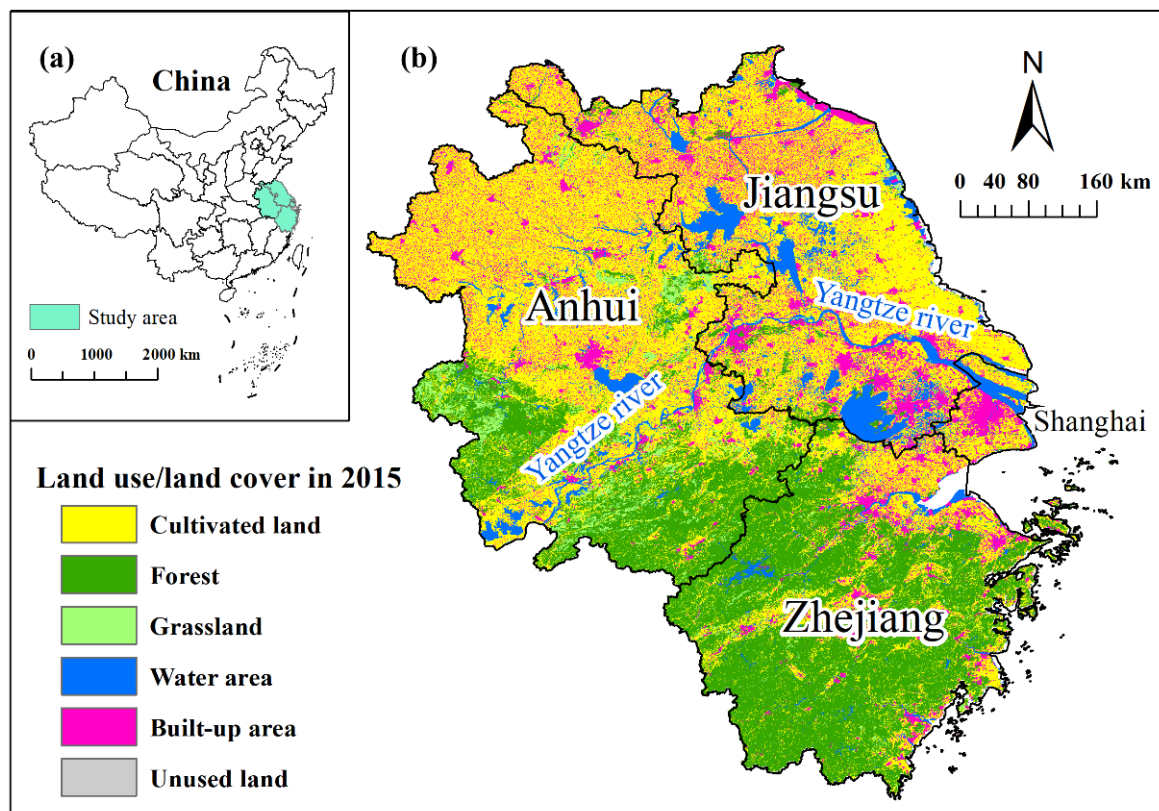 (a)
China
Study area
0 1000 2000 km
(b)
N
0 40 80 160 km
Jiangsu
Anhui
Yangtze river
Yangtze river
Shanghai
Zhejiang
Land use/land cover in 2015
Cultivated land
Forest
Grassland
Water area
Built-up area
Unused land